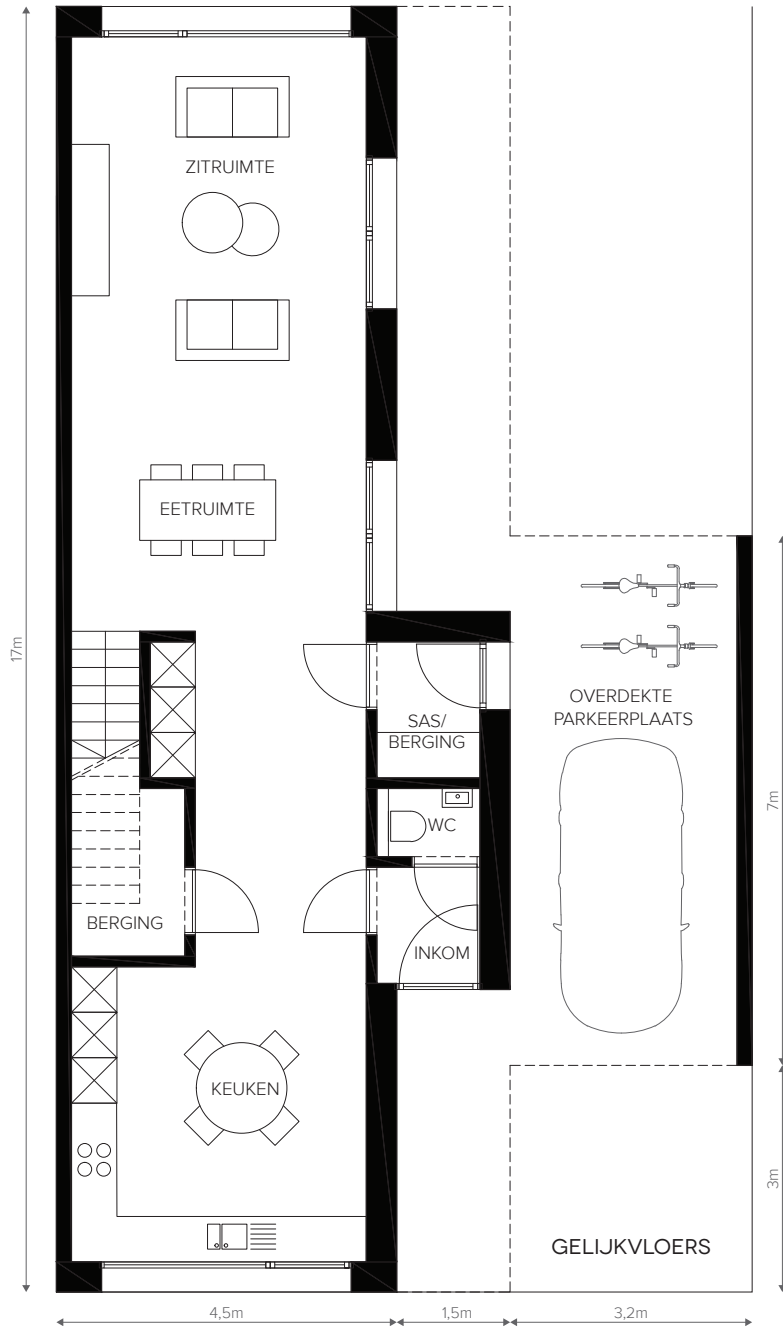 ZITRUIMTE
EETRUIMTE
17m
OVERDEKTE
PARKEERPLAATS
SAS/
BERGING
7m
WC
BERGING
INKOM
KEUKEN
3m
GELIJKVLOERS
4,5m
1,5m
3,2m